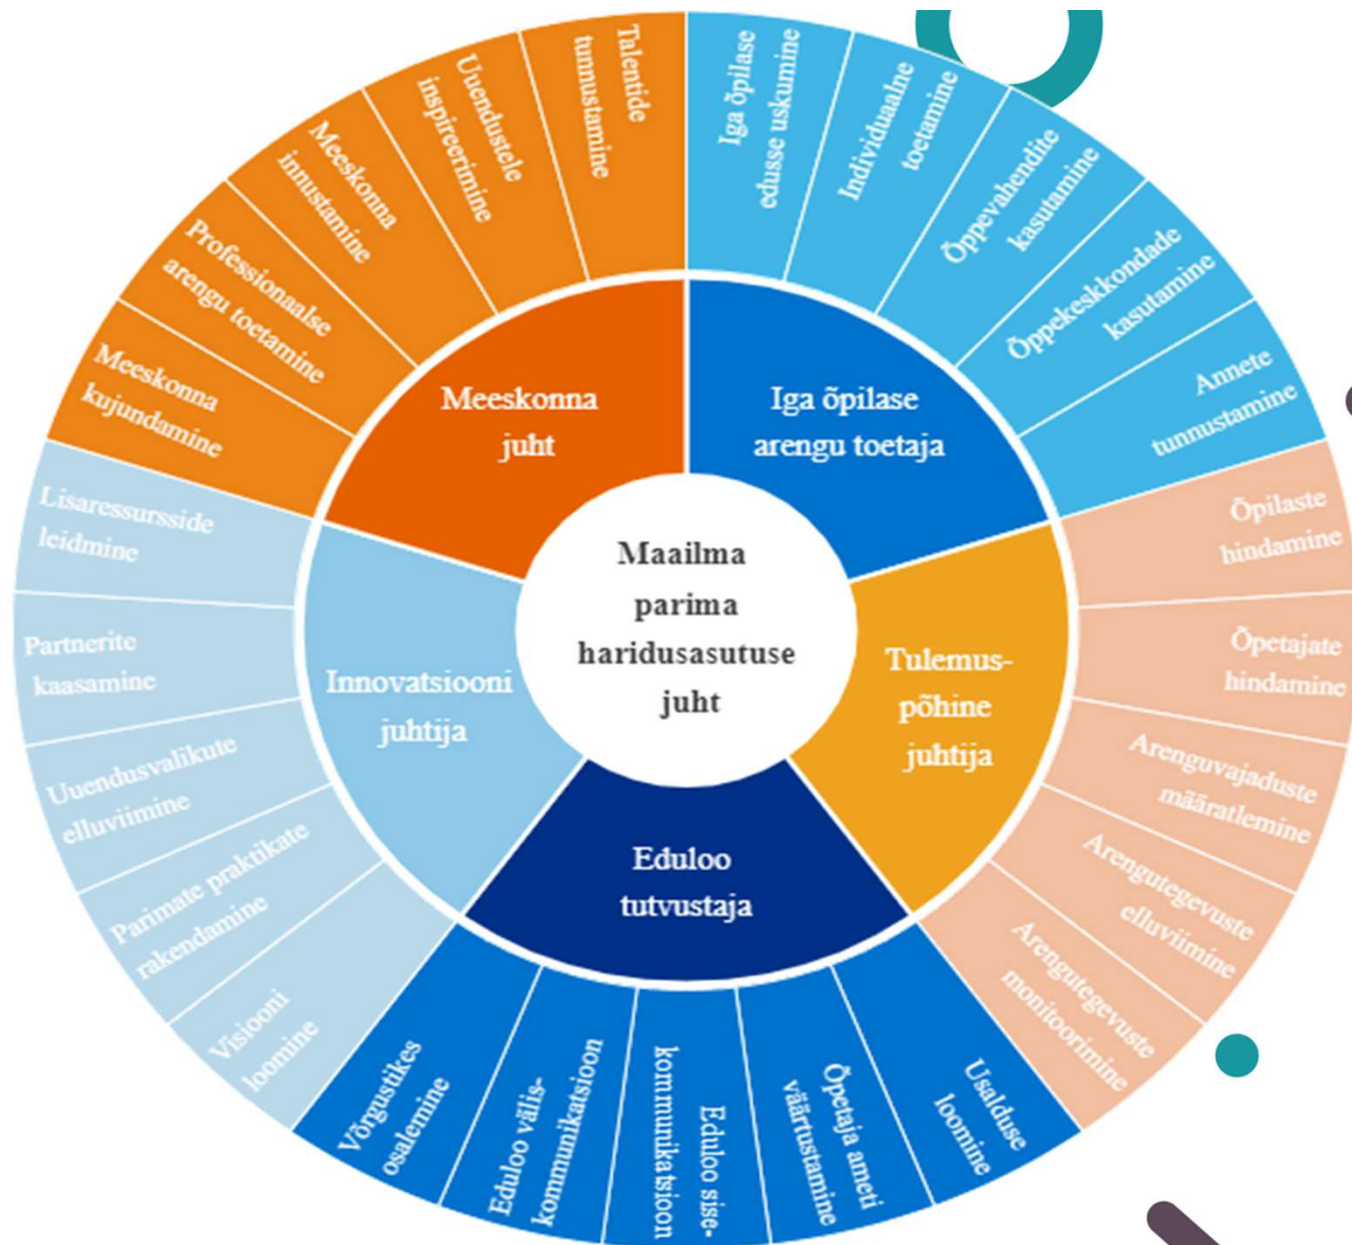 Maailma
parima
haridusasutuse
juht
Iga õpilase
arengu toetaja
Tulemus-
põhine
juhtija
Eduloo
tutvustaja
Innovatsiooni
juhtija
Meeskonna
juht
Iga õpilase
edusse uskumine
Individuaalne
toetamine
Õppevahendite
kasutamine
Õppekeskkondade
kasutamine
Annete
tunnustamine
Õpilaste
hindamine
Õpetajate
hindamine
Arenguvajaduste
määratlemine
Arengutegevuste
elluviimine
Arengutegevuste
monitoorimine
Usalduse
loomine
Õpetaja ameti
väärtustamine
Eduloo sise-
kommunikatsioon
Eduloo välis-
kommunikatsioon
Võrgustikes
osalemine
Visiooni
loomine
Parimate praktikate
rakendamine
Uuendusvalikute
elluviimine
Partnerite
kaasamine
Lisaressursside
leidmine
Meeskonna
kujundamine
Professionaalse
arengu toetamine
Meeskonna
innustamine
Uuendustele
inspireerimine
Talentide
tunnustamine